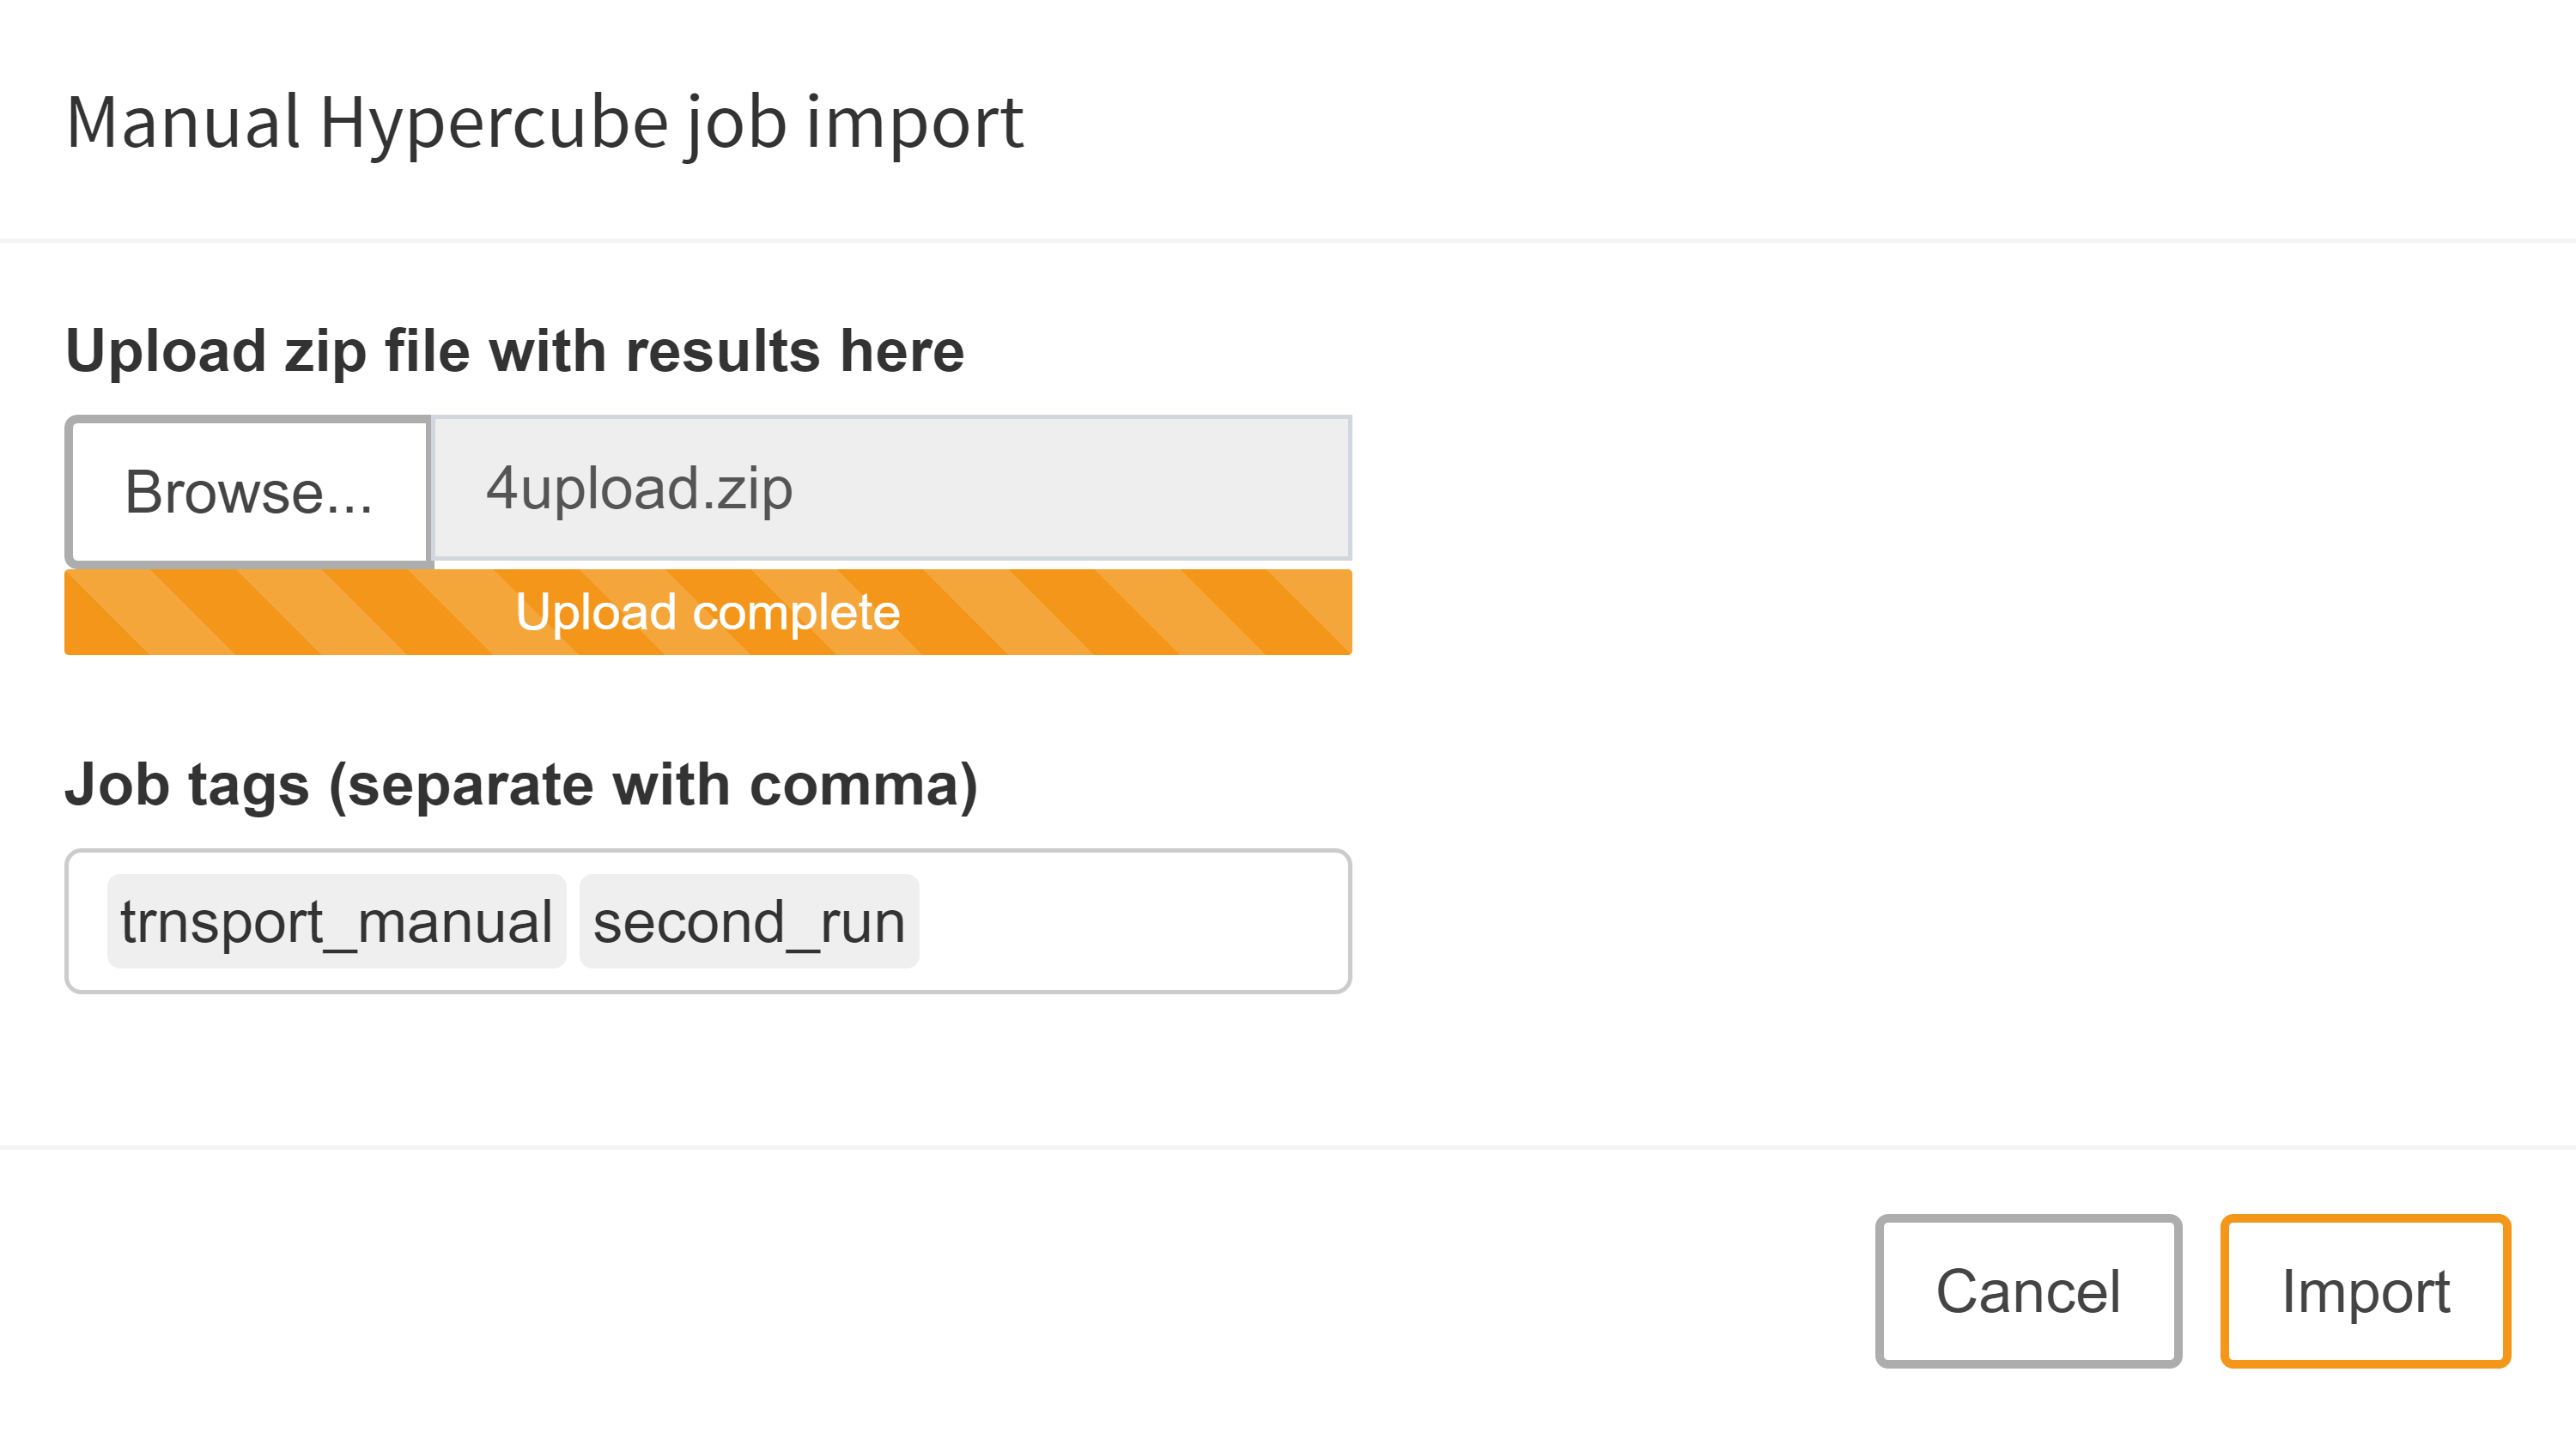 Manual Hypercube job import
Upload zip file with results here
Browse... 4upload.zip
Upload complete
Job tags (separate with comma)
trnsport_manual second_run
Cancel Import